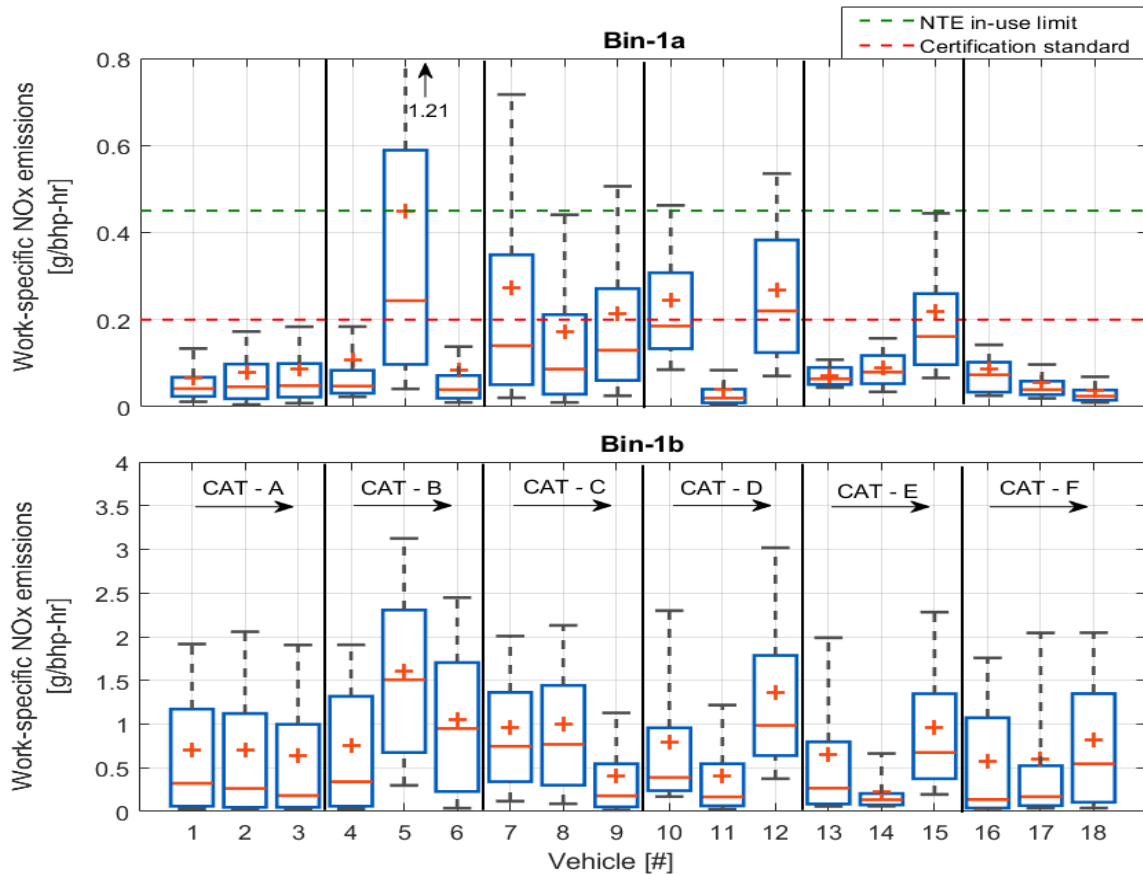 NTE in-use limit
Certification standard
Bin-1a
Work-specific NOx emissions
[g/bhp-hr]
0.8
0.6
0.4
0.2
0
1.21
Bin-1b
Work-specific NOx emissions
[g/bhp-hr]
4
3.5
3
2.5
2
1.5
1
0.5
0
CAT - A CAT - B CAT - C CAT - D CAT - E CAT - F
1 2 3 4 5 6 7 8 9 10 11 12 13 14 15 16 17 18
Vehicle [#]